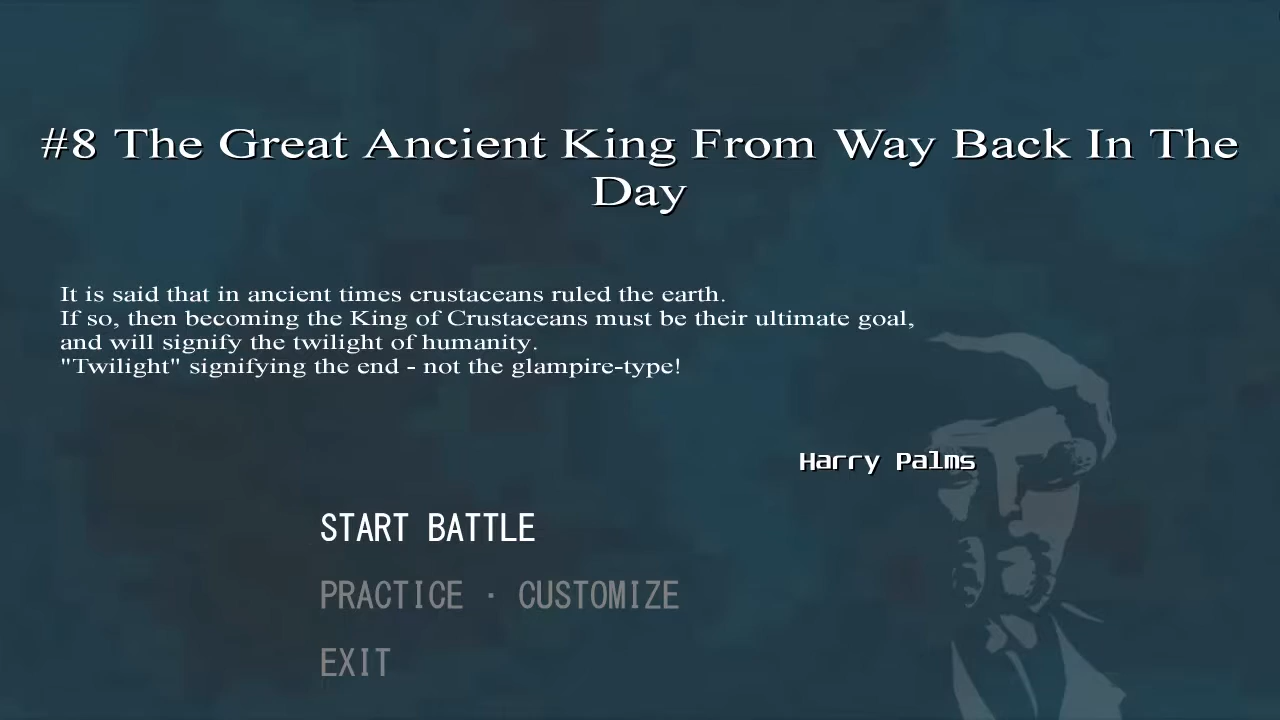 #8 The Great Ancient King From Way Back In The
Day
It is said that in ancient times crustaceans ruled the earth.
If so, then becoming the King of Crustaceans must be their ultimate goal,
and will signify the twilight of humanity.
"Twilight" signifying the end - not the glampire-type!
Harry Palms
START BATTLE
PRACTICE · CUSTOMIZE
EXIT